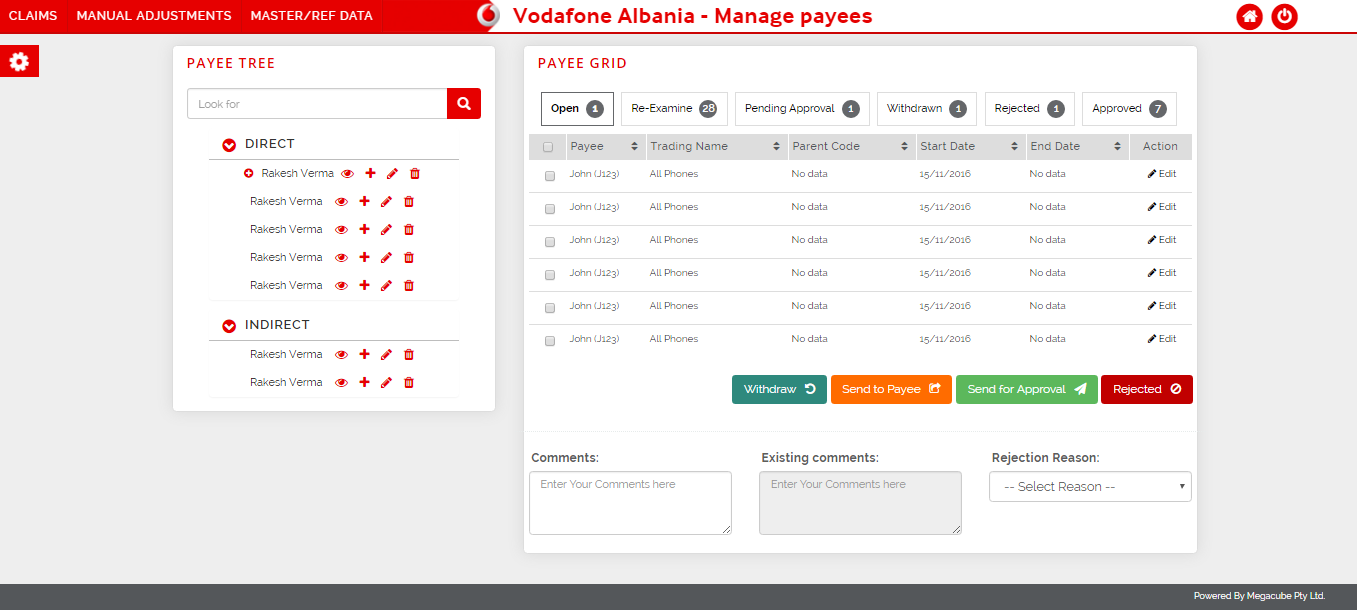 CLAIMS MANUAL ADJUSTMENTS MASTER/REF DATA Vodafone Albania - Manage payees
PAYEE TREE
Look for
DIRECT
Rakesh Verma
Rakesh Verma
Rakesh Verma
Rakesh Verma
Rakesh Verma
INDIRECT
Rakesh Verma
Rakesh Verma
PAYEE GRID
Open 1 Re-Examine 28 Pending Approval 1 Withdrawn 1 Rejected 1 Approved 7
Payee Trading Name Parent Code Start Date End Date Action
John (J123) All Phones No data 15/11/2016 No data Edit
John (J123) All Phones No data 15/11/2016 No data Edit
John (J123) All Phones No data 15/11/2016 No data Edit
John (J123) All Phones No data 15/11/2016 No data Edit
John (J123) All Phones No data 15/11/2016 No data Edit
John (J123) All Phones No data 15/11/2016 No data Edit
Withdraw Send to Payee Send for Approval Rejected
Comments: Existing comments: Rejection Reason:
Enter Your Comments here Enter Your Comments here -- Select Reason --
Powered By Megacube Pty Ltd.